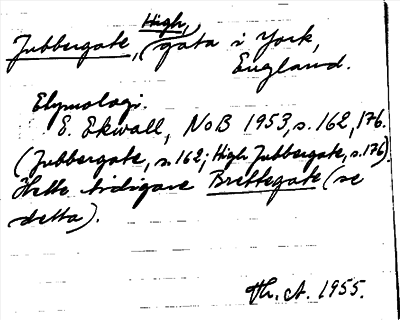 Jubbergate, High, gata i York,
England.
Etymologi.
E. Ekwall, NoB 1953, s. 162, 176.
(Jubbergate, s. 162; High Jubbergate, s. 176)
Hette tidigare Brettegate (se
detta).
Th. A. 1955.